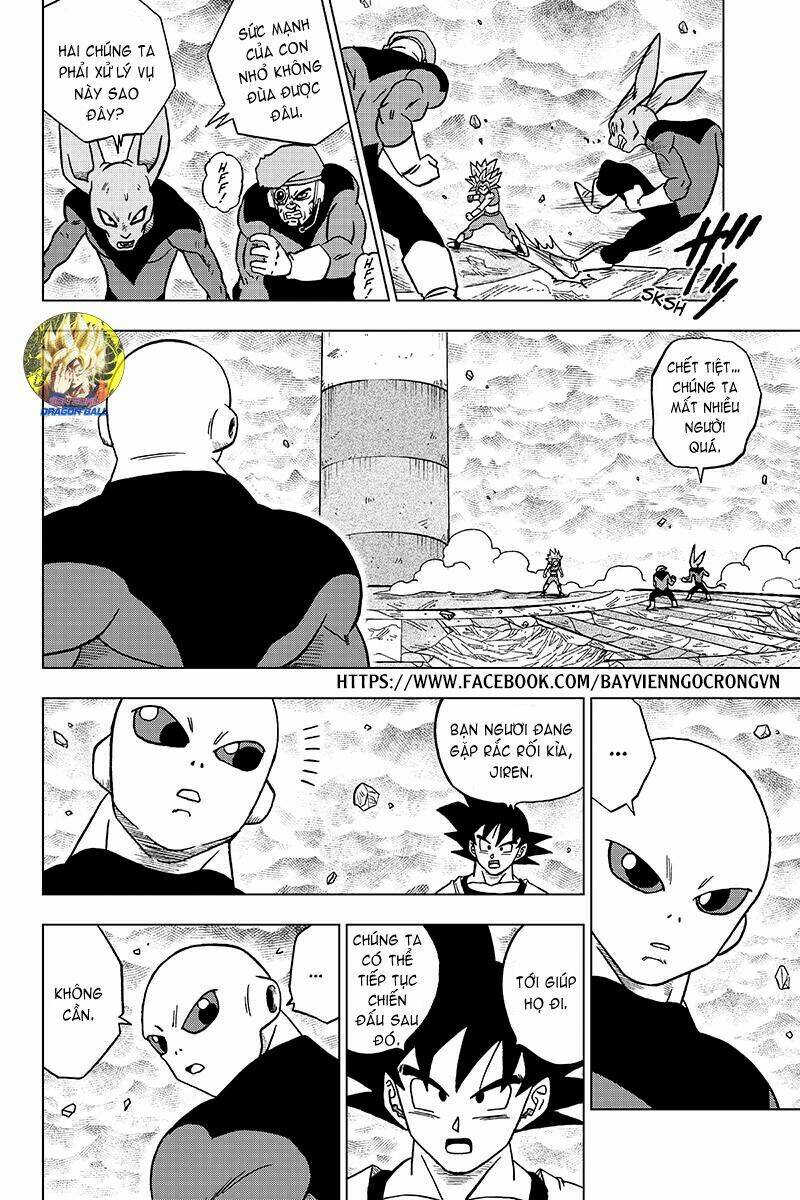 HAI CHÚNG TA
PHẢI XỬ LÝ VỤ
NÀY SAO
ĐÂY?
SỨC MẠNH
CỦA CON
NHỎ KHÔNG
ĐÙA ĐƯỢC
ĐÂU.
HFF!
HFF!
SKSH
DRAGON BALL
CHẾT TIỆT...
CHÚNG TA
MẤT NHIỀU
NGƯỜI
QUÁ.
HTTPS://WWW.FACEBOOK.COM/BAYVIENNGOCRONGVN
BẠN NGƯƠI ĐANG
GẶP RẮC RỐI KÌA,
JIREN.
...
TỚI GIÚP
HỌ ĐI.
CHÚNG TA
CÓ THỂ
TIẾP TỤC
CHIẾN
ĐẤU SAU
ĐÓ.
...
KHÔNG
CẦN.